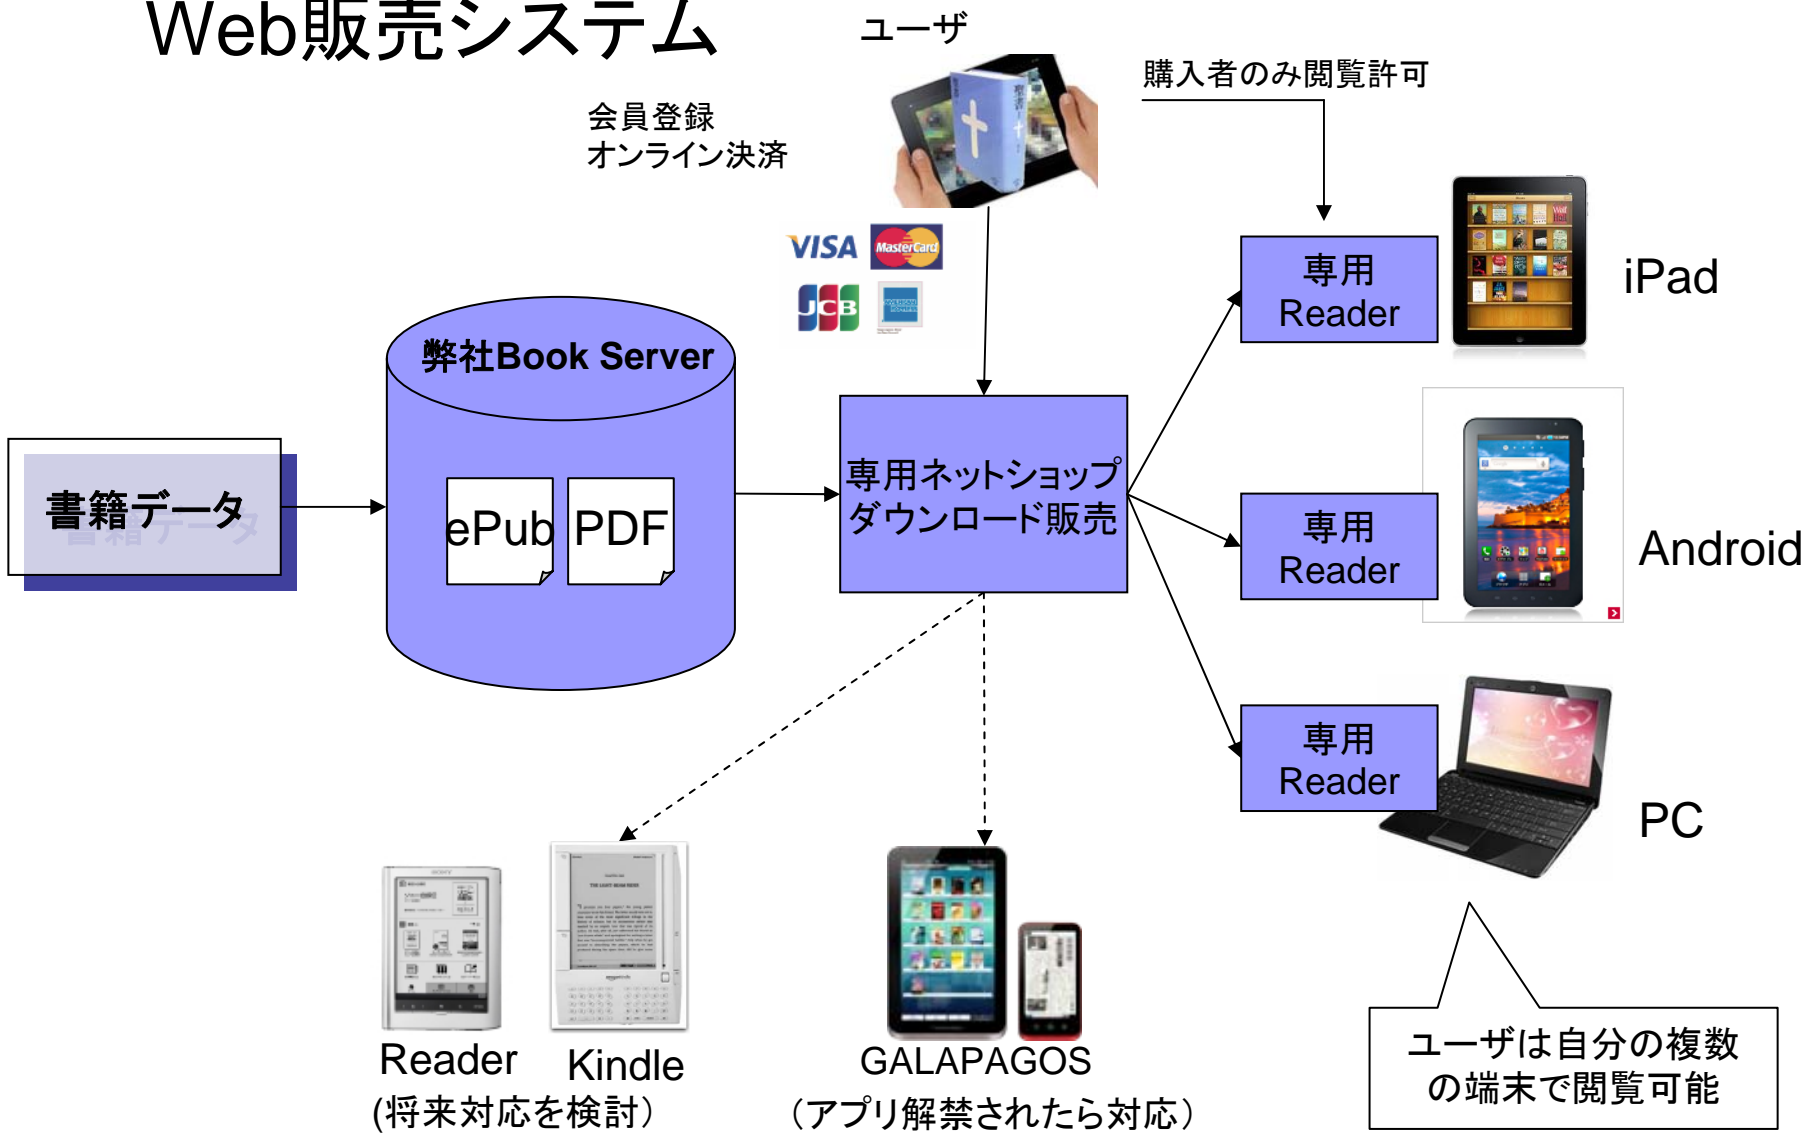 Web販売システム
ユーザ
購入者のみ閲覧許可
会員登録
オンライン決済
聖書
VISA
MasterCard
JCB
専用
Reader
iPad
弊社Book Server
書籍データ
ePub
PDF
専用ネットショップ
ダウンロード販売
専用
Reader
Android
専用
Reader
PC
SONY
Reader
Kindle
(将来対応を検討）
GALAPAGOS
（アプリ解禁されたら対応）
ユーザは自分の複数
の端末で閲覧可能